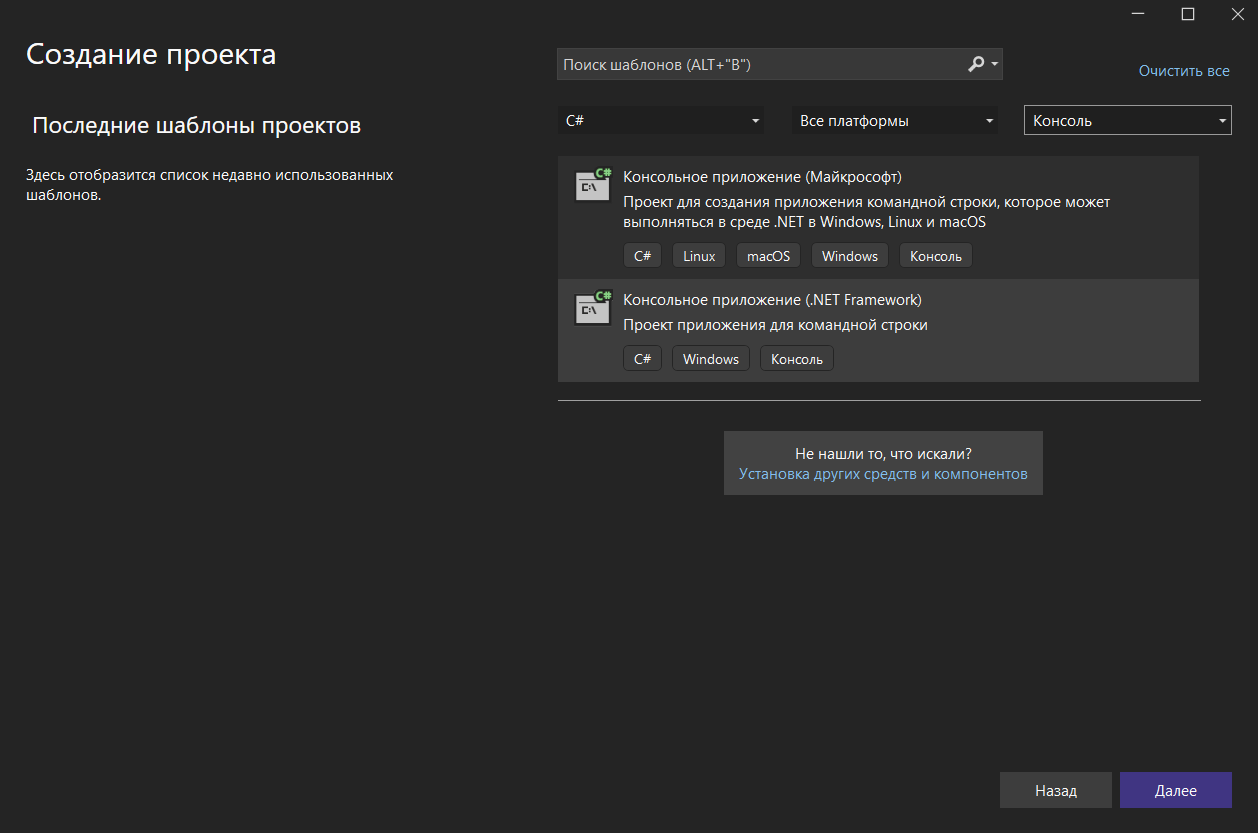 Создание проекта
Последние шаблоны проектов
Здесь отобразится список недавно использованных
шаблонов.
Поиск шаблонов (ALT+"B")
Очистить все
C#
Все платформы
Консоль
C#
C:\
Консольное приложение (Майкрософт)
Проект для создания приложения командной строки, которое может
выполняться в среде .NET в Windows, Linux и macOS
C# Linux macOS Windows Консоль
C#
C:\
Консольное приложение (.NET Framework)
Проект приложения для командной строки
C# Windows Консоль
Не нашли то, что искали?
Установка других средств и компонентов
Назад
Далее